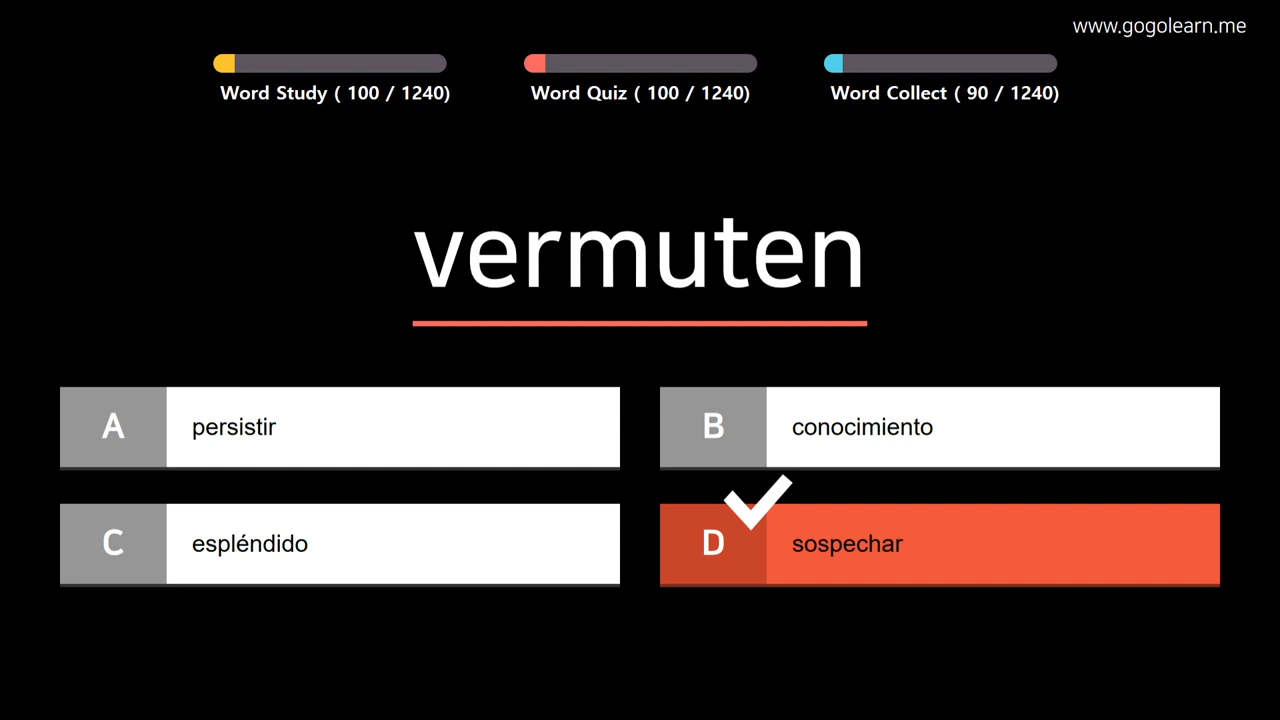 www.gogolearn.me
Word Study ( 100 / 1240)
Word Quiz ( 100 / 1240)
Word Collect ( 90 / 1240)
vermuten
A persistir
B conocimiento
C espléndido
D sospechar